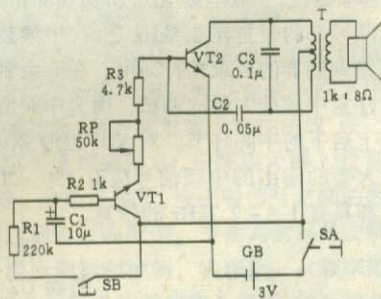 T
VT2
C3
0.1μ
R3
4.7k
C2
0.05μ
1k：8Ω
RP
50k
R2 1k
VT1
R1
220k
C1
10μ
SA
GB
3V
SB
+